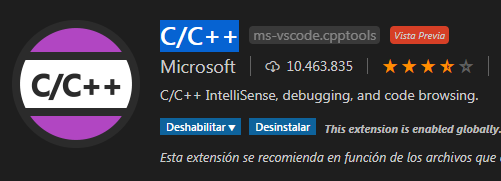 C/C++
C/C++ ms-vscode.cpptools Vista Previa
Microsoft 10.463.835
C/C++ IntelliSense, debugging, and code browsing.
Deshabilitar Desinstalar This extension is enabled globally.
Esta extensión se recomienda en función de los archivos que